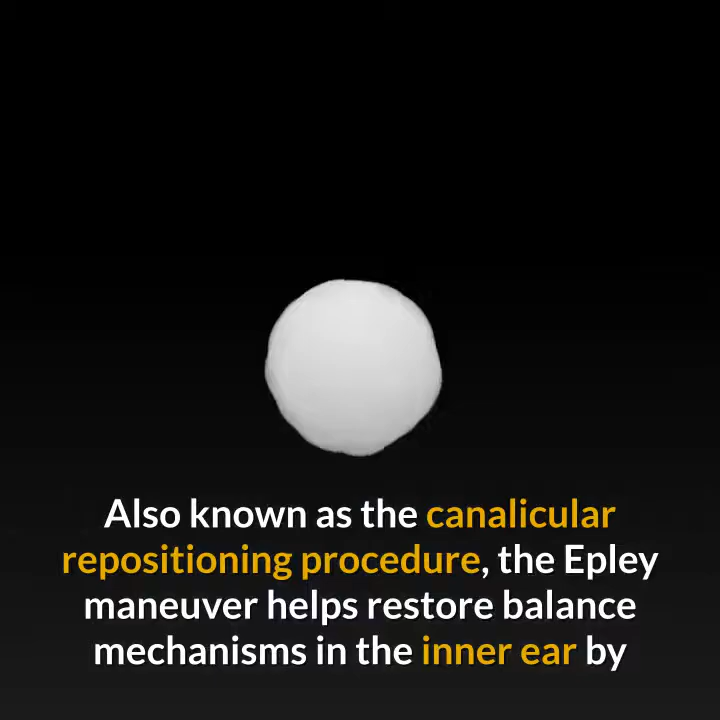 Also known as the canalicular
repositioning procedure, the Epley
maneuver helps restore balance
mechanisms in the inner ear by